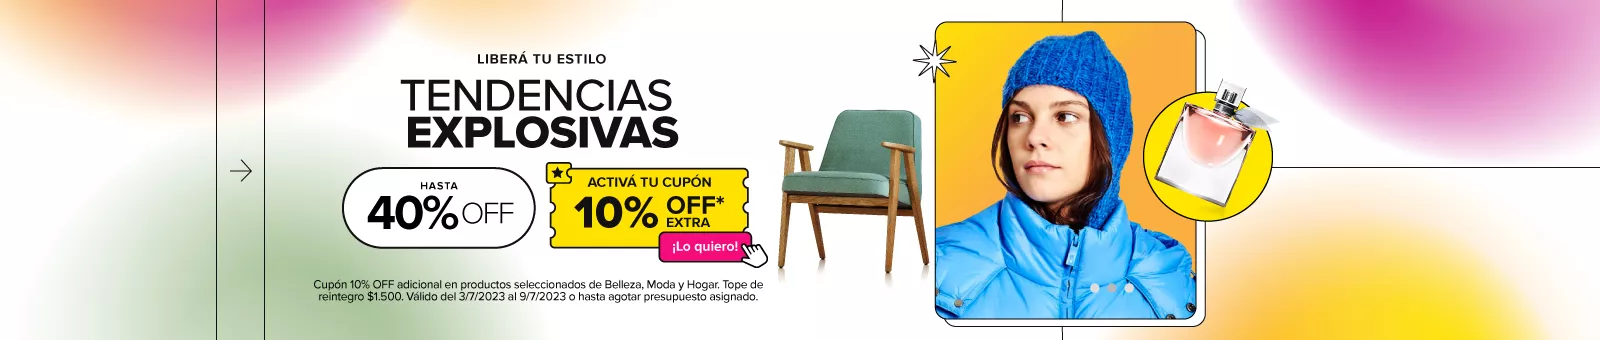 LIBERÁ TU ESTILO
TENDENCIAS
EXPLOSIVAS
HASTA
40% OFF
ACTIVÁ TU CUPÓN
10% OFF*
EXTRA
¡Lo quiero!
Cupón 10% OFF adicional en productos seleccionados de Belleza, Moda y Hogar. Tope de
reintegro $1.500. Válido del 3/7/2023 al 9/7/2023 o hasta agotar presupuesto asignado.